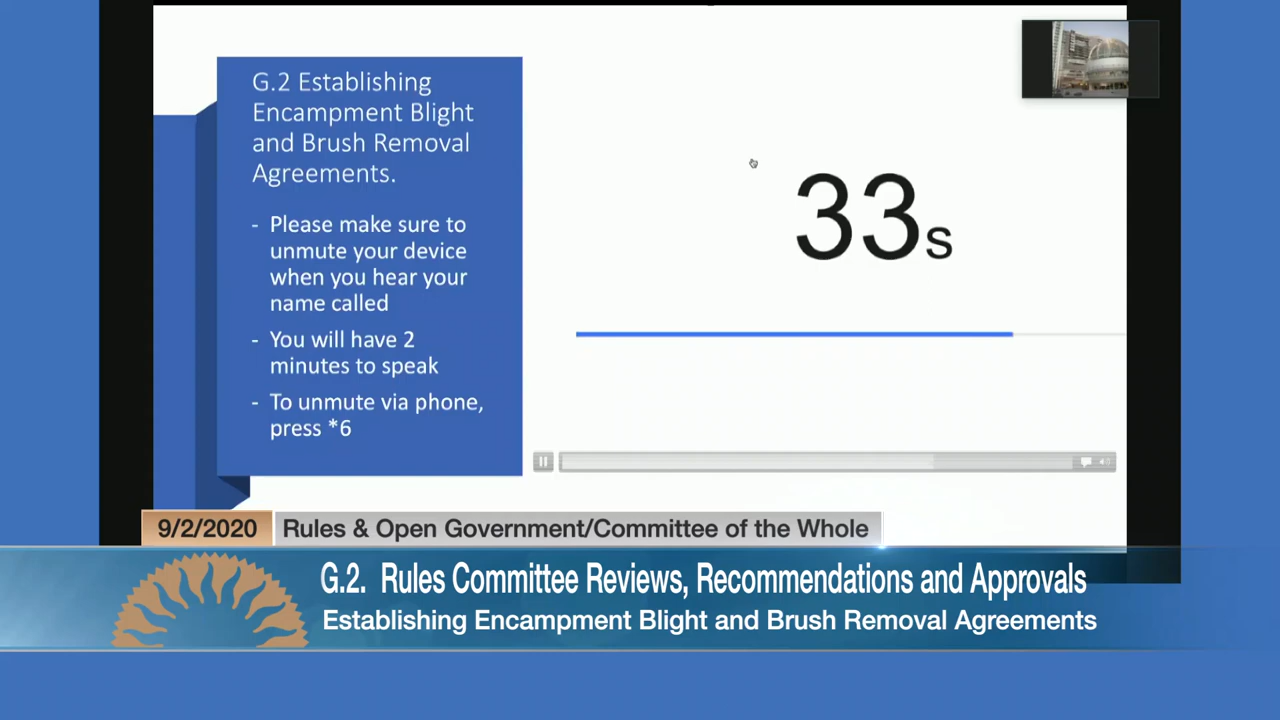 G.2 Establishing
Encampment Blight
and Brush Removal
Agreements.
- Please make sure to
unmute your device
when you hear your
name called
- You will have 2
minutes to speak
- To unmute via phone,
press *6
33s
9/2/2020
Rules & Open Government/Committee of the Whole
G.2. Rules Committee Reviews, Recommendations and Approvals
Establishing Encampment Blight and Brush Removal Agreements